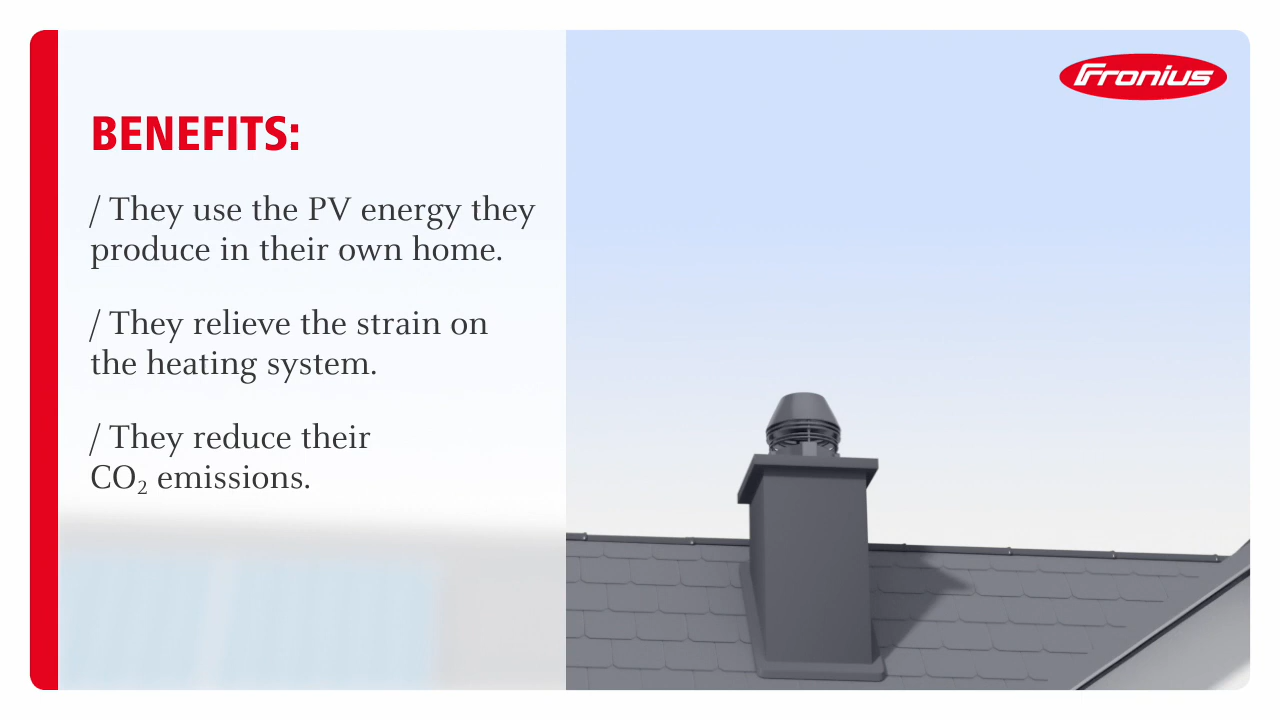 Fronius
BENEFITS:
/ They use the PV energy they
produce in their own home.
/ They relieve the strain on
the heating system.
/ They reduce their
CO₂ emissions.